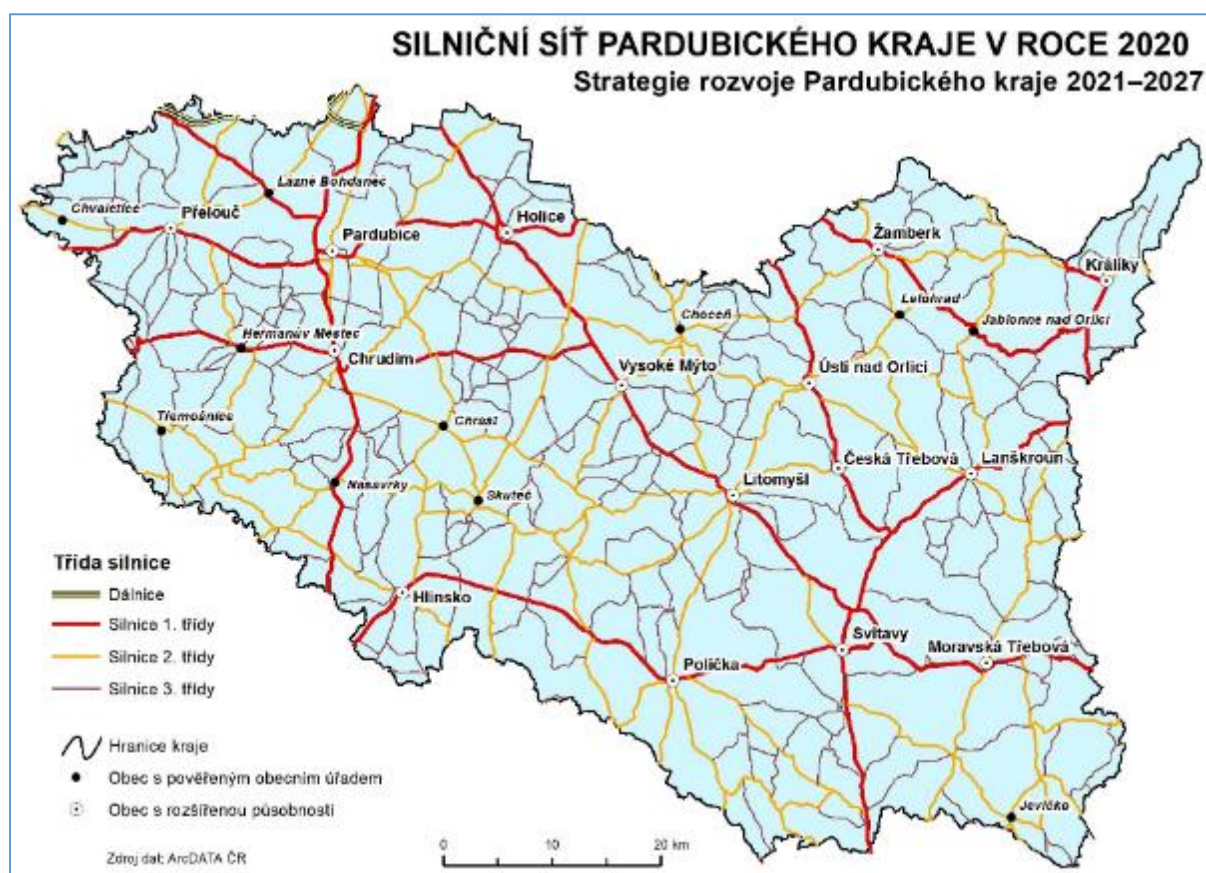 SILNIČNÍ SÍŤ PARDUBICKÉHO KRAJE V ROCE 2020
Strategie rozvoje Pardubického kraje 2021–2027
Lázně Bohdaneč
Chvaletice
Přelouč
Holice
Pardubice
Žamberk
Králíky
Letohrad
Choceň
Jablonné nad Orlicí
Heřmanův Městec
Chrudim
Vysoké Mýto
Ústí nad Orlicí
Třemošnice
Chrast
Česká Třebová
Lanškroun
Nasavrky
Skuteč
Litomyšl
Třída silnice
Dálnice
Hlinsko
Silnice 1. třídy
Svitavy
Moravská Třebová
Silnice 2. třídy
Polička
Silnice 3. třídy
Hranice kraje
Obec s pověřeným obecním úřadem
Obec s rozšířenou působností
Jevíčko
0 10 20 km
Zdroj dat: ArcDATA ČR